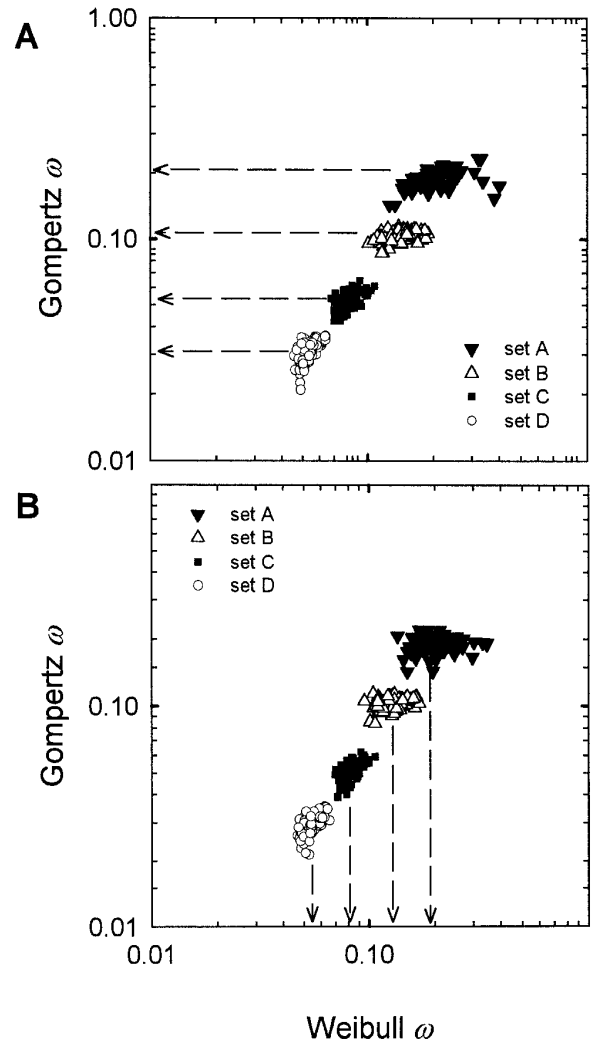 A
1.00
0.10
0.01
Gompertz ω
set A
set B
set C
set D
B
set A
set B
set C
set D
0.10
0.01
Gompertz ω
0.01
0.10
Weibull ω